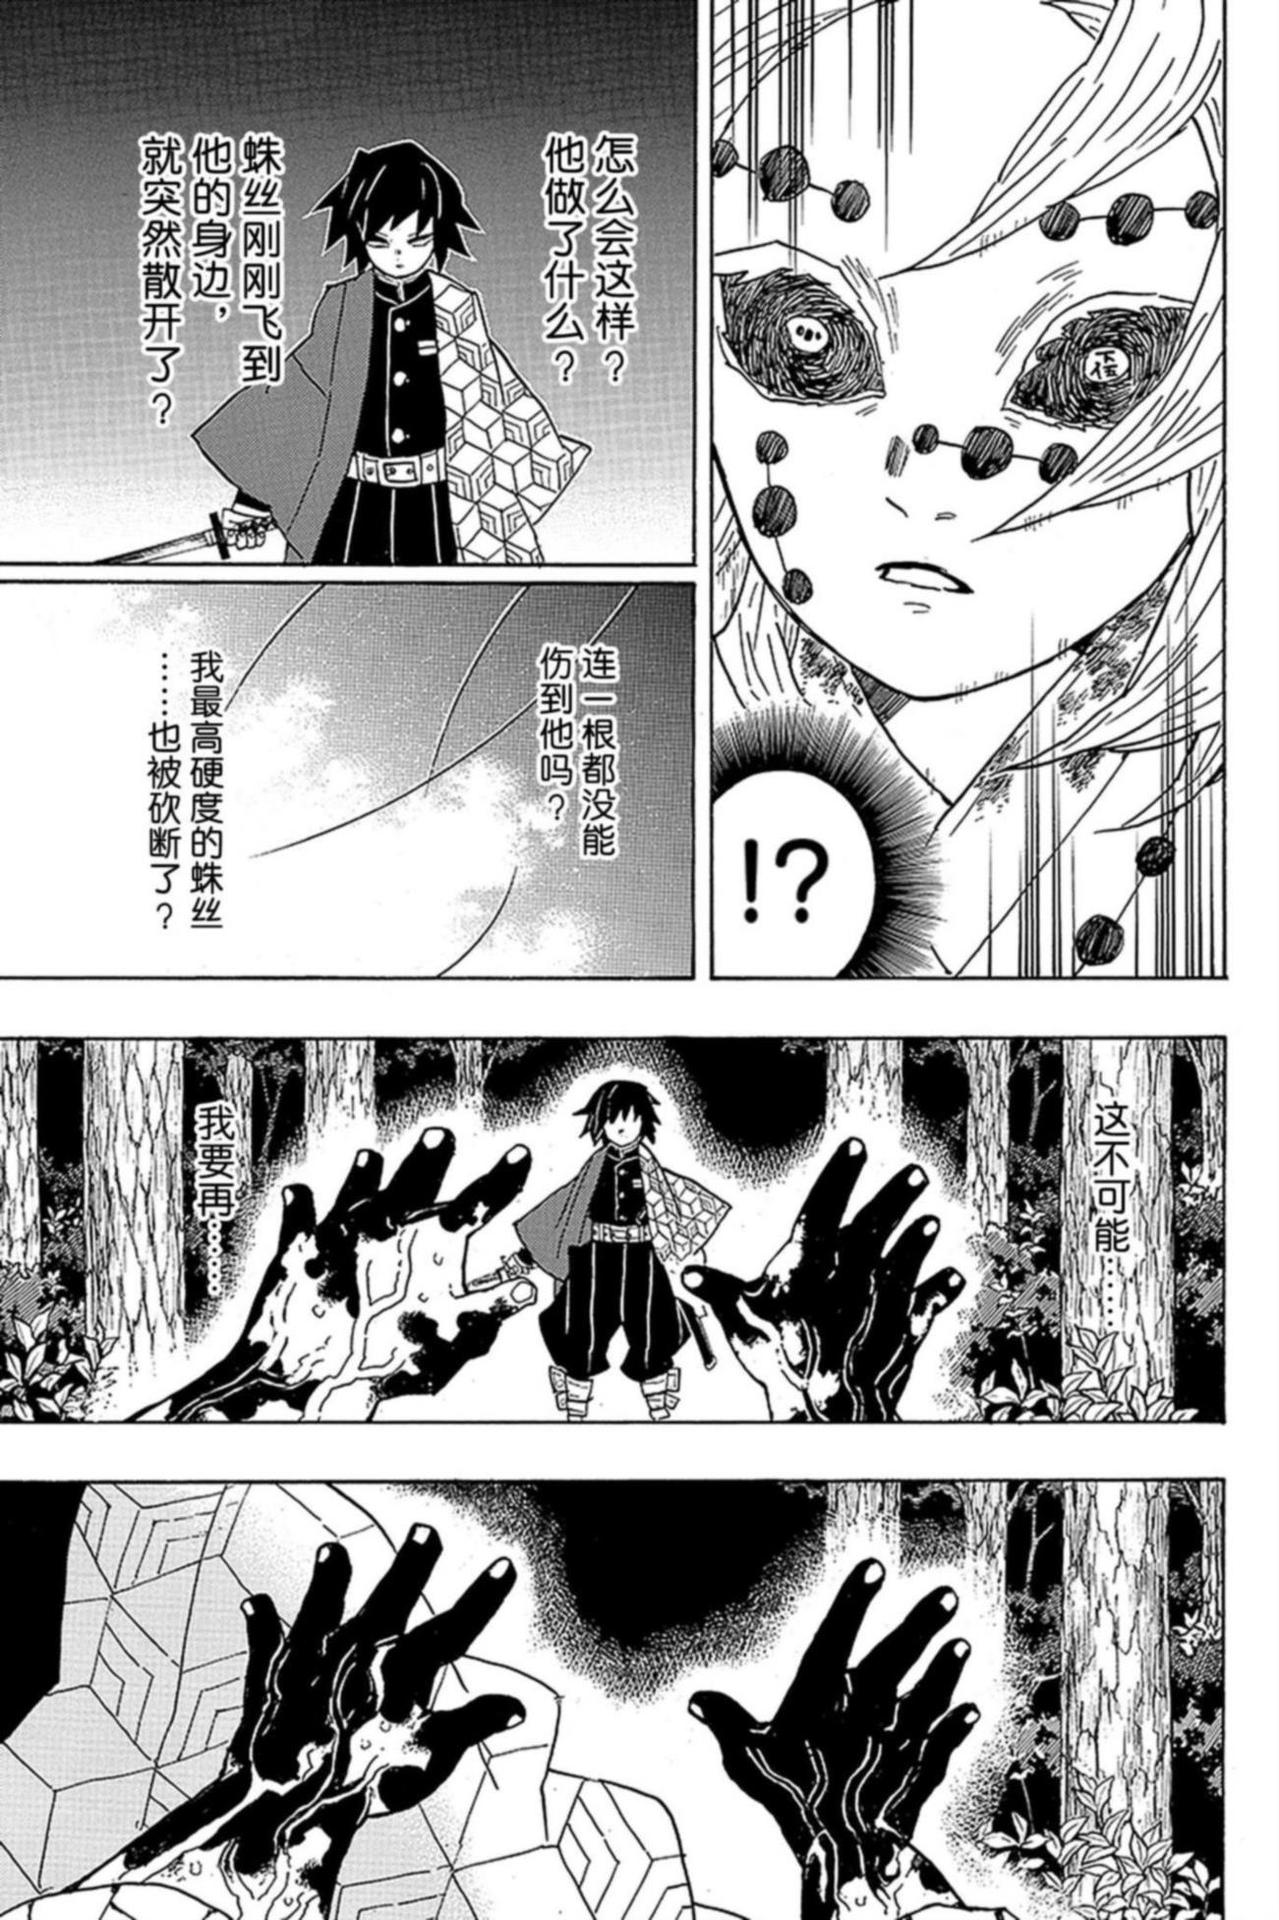 !?
下伍
怎么会这样？
他做了什么？
蛛丝刚刚飞到
他的身边，
就突然散开了？
连一根都没能
伤到他吗？
我最高硬度的蛛丝
……也被砍断了？
这不可能……
我要再……